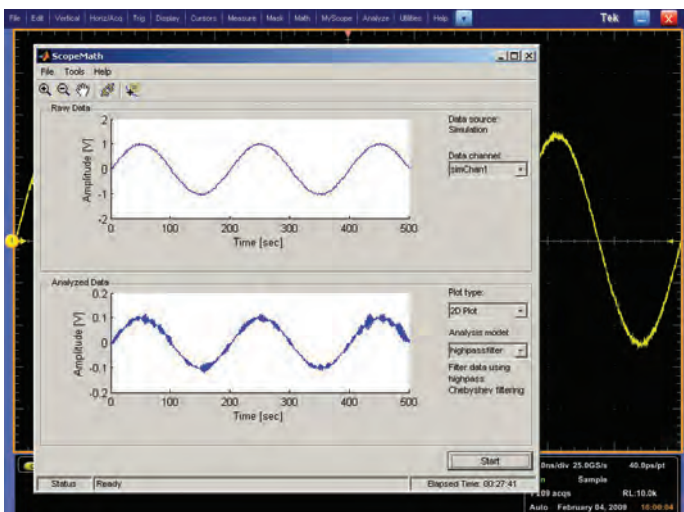 File Edit Vertical Horiz/Acq Trig Display Cursors Measure Mask Math MyScope Analyze Utilities Help Tek
ScopeMath
File Tools Help
Raw Data
Data source:
Simulation
Data channel:
simChan1
Amplitude [V]
2
1
0
-1
-2
0 100 200 300 400 500
Time [sec]
Analyzed Data
Plot type:
2D Plot
Analysis model:
highpassfilter
Filter data using
highpass
Chebyshev filtering
Amplitude [V]
0.2
0.1
0
-0.1
-0.2
0 100 200 300 400 500
Time [sec]
Start
Status Ready Elapsed Time: 00:27:41
0ns/div 25.0GS/s 40.0ps/pt
Sample
acqs RL:10.0k
Auto February 04, 2009 10:00:04